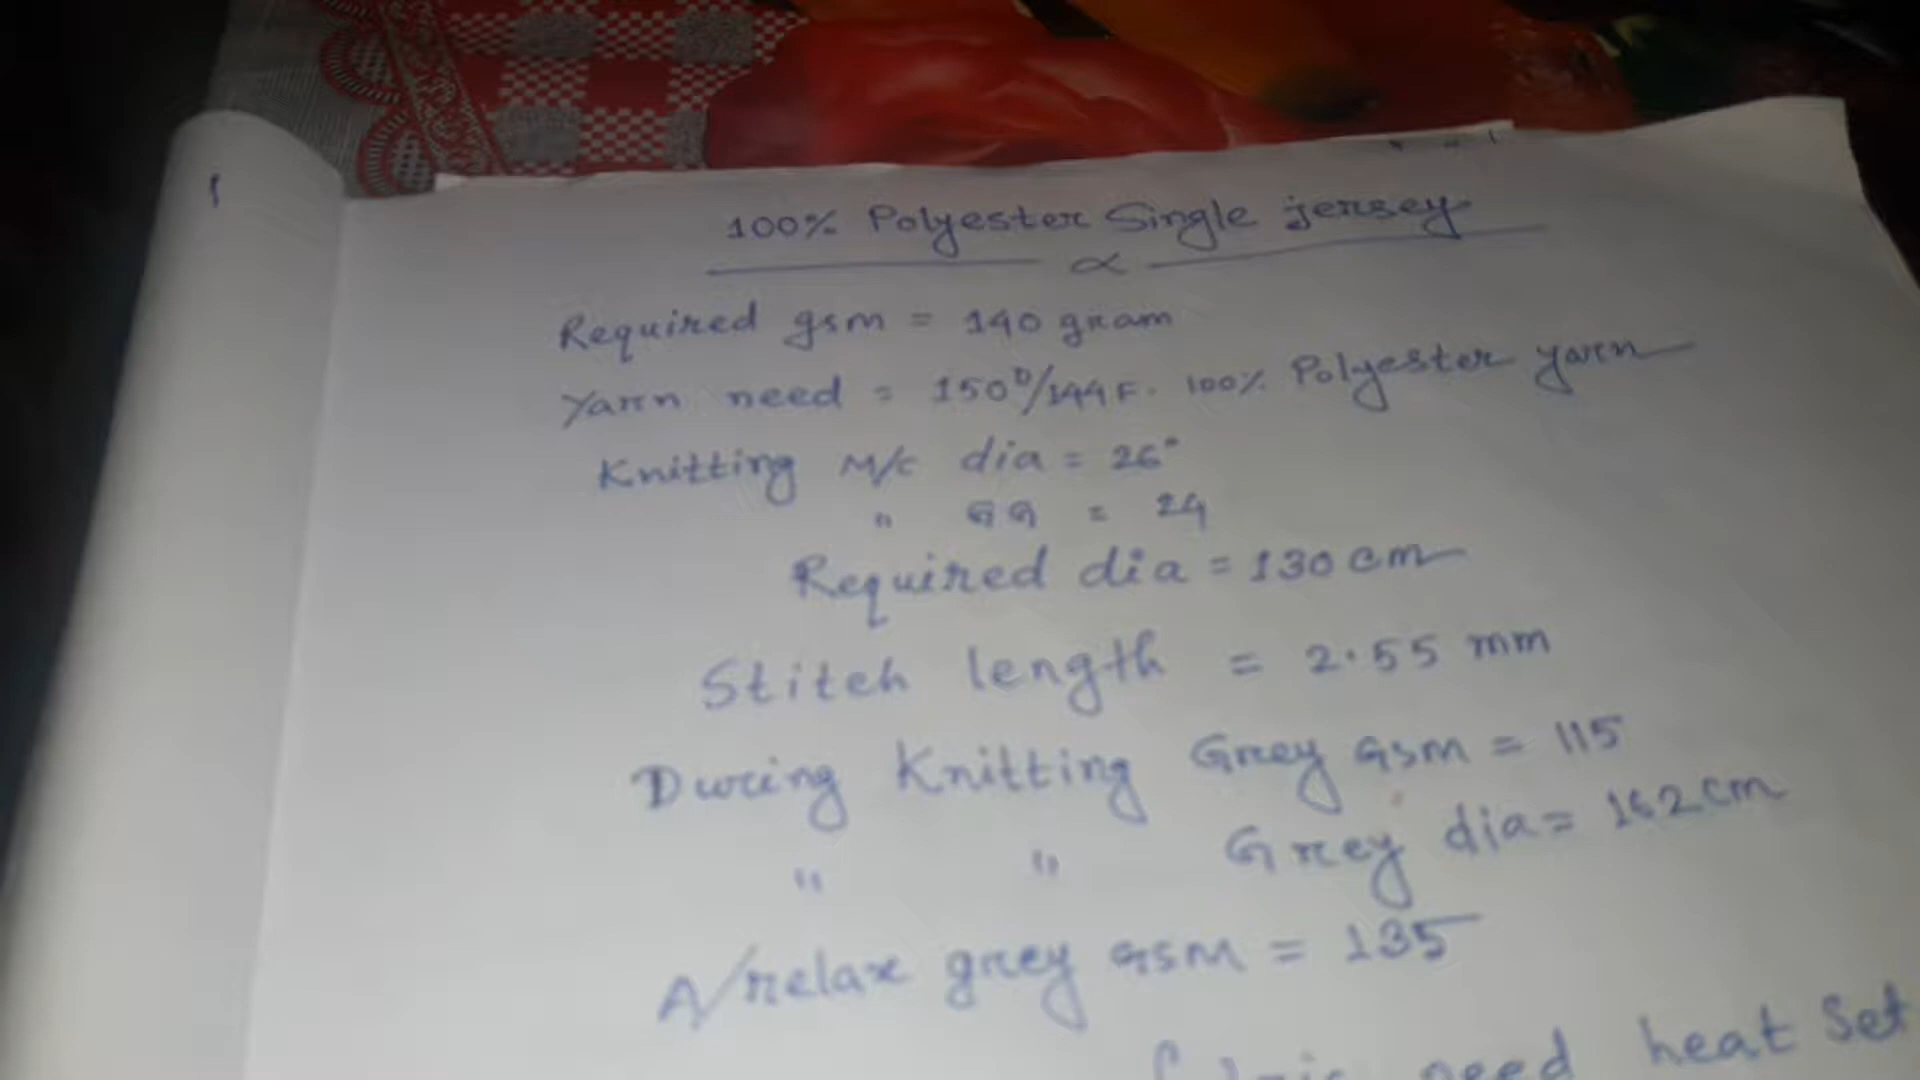 1
100% Polyester Single jersey
∝
Required gsm = 140 gram
Yarn need = 150D/144F. 100% Polyester yarn
Knitting M/C dia = 26"
" GG = 24
Required dia = 130 cm
Stitch length = 2.55 mm
During Knitting Grey GSM = 115
" " Grey dia = 162 cm
A/relax grey GSM = 135
need heat Set